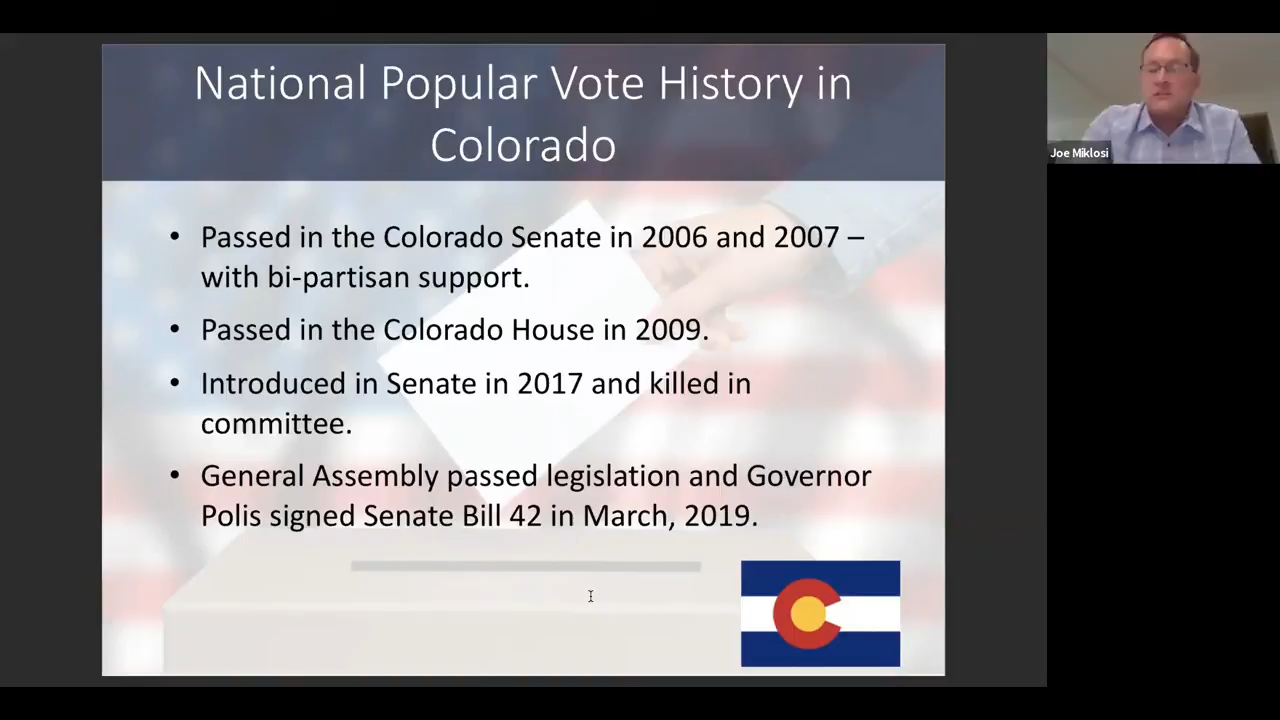 National Popular Vote History in
Colorado
• Passed in the Colorado Senate in 2006 and 2007 –
with bi-partisan support.
• Passed in the Colorado House in 2009.
• Introduced in Senate in 2017 and killed in
committee.
• General Assembly passed legislation and Governor
Polis signed Senate Bill 42 in March, 2019.
Joe Miklosi